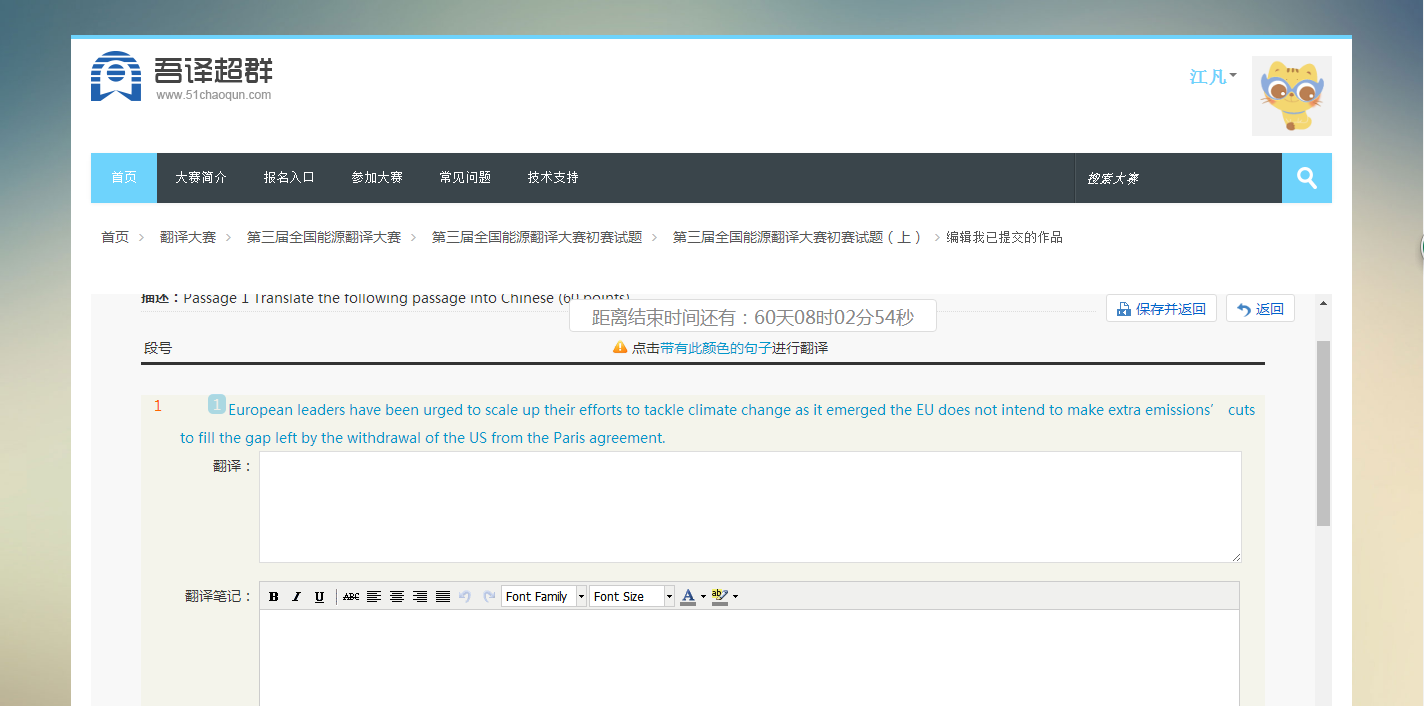 吾译超群
www.51chaoqun.com
江凡
首页 大赛简介 报名入口 参加大赛 常见问题 技术支持 搜索大赛
首页 > 翻译大赛 > 第三届全国能源翻译大赛 > 第三届全国能源翻译大赛初赛试题 > 第三届全国能源翻译大赛初赛试题（上） > 编辑我已提交的作品
描述：Passage 1 Translate the following passage into Chinese (60 points)
距离结束时间还有：60天08时02分54秒
保存并返回 返回
段号 点击带有此颜色的句子进行翻译
1 1 European leaders have been urged to scale up their efforts to tackle climate change as it emerged the EU does not intend to make extra emissions’ cuts
to fill the gap left by the withdrawal of the US from the Paris agreement.
翻译：
翻译笔记： B I U ABC Font Family Font Size A ab